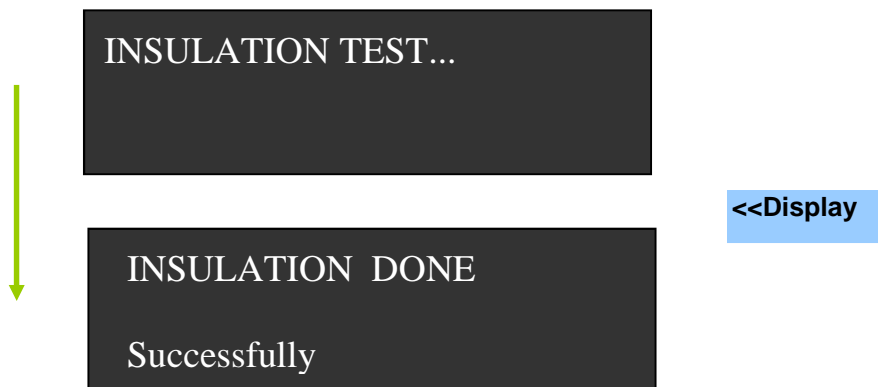 INSULATION TEST...
<<Display
INSULATION DONE
Successfully